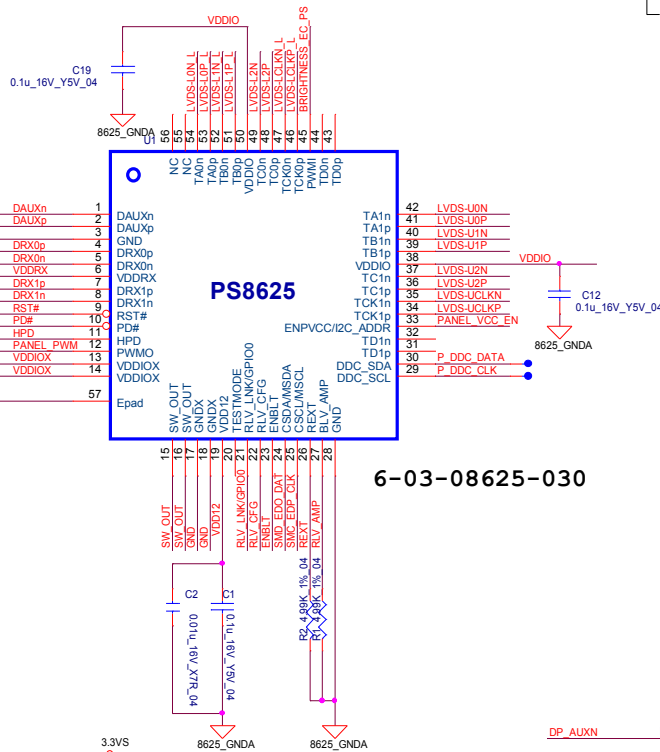 VDDIO
C19
0.1u_16V_Y5V_04
8625_GNDA
U1
LVDS-L0N_L
LVDS-L0P_L
LVDS-L1N_L
LVDS-L1P_L
LVDS-L2N
LVDS-L2P
LVDS-LCLKN_L
LVDS-LCLKP_L
BRIGHTNESS_EC_PS
56 55 54 53 52 51 50 49 48 47 46 45 44 43
NC NC TA0n TA0p TB0n TB0p VDDIO TC0n TC0p TCK0n TCK0p PWMI TD0n TD0p
DAUXn 1 DAUXn
DAUXp 2 DAUXp
3 GND
DRX0p 4 DRX0p
DRX0n 5 DRX0n
VDDRX 6 VDDRX
DRX1p 7 DRX1p
DRX1n 8 DRX1n
RST# 9 RST#
PD# 10 PD#
HPD 11 HPD
PANEL_PWM 12 PWMO
VDDIOX 13 VDDIOX
VDDIOX 14 VDDIOX
57 Epad
PS8625
TA1n 42 LVDS-U0N
TA1p 41 LVDS-U0P
TB1n 40 LVDS-U1N
TB1p 39 LVDS-U1P
VDDIO 38 VDDIO
TC1n 37 LVDS-U2N
TC1p 36 LVDS-U2P
TCK1n 35 LVDS-UCLKN
TCK1p 34 LVDS-UCLKP
ENPVCC/I2C_ADDR 33 PANEL_VCC_EN
TD1n 32
TD1p 31
DDC_SDA 30 P_DDC_DATA
DDC_SCL 29 P_DDC_CLK
C12
0.1u_16V_Y5V_04
8625_GNDA
SW_OUT SW_OUT GNDX GNDX VDD12 TESTMODE RLV_LNK/GPIO0 RLV_CFG ENBLT CSDA/MSDA CSCL/MSCL REXT BLV_AMP GND
15 16 17 18 19 20 21 22 23 24 25 26 27 28
SW_OUT
SW_OUT
GND
GND
VDD12
RLV_LNK/GPIO0
RLV_CFG
ENBLT
SMD_EDO_DAT
SMC_EDP_CLK
REXT
RLV_AMP
6-03-08625-030
C2
0.01u_16V_X7R_04
C1
0.1u_16V_Y5V_04
R2 4.99K_1%_04
R1 4.99K_1%_04
8625_GNDA
8625_GNDA
3.3VS
DP_AUXN